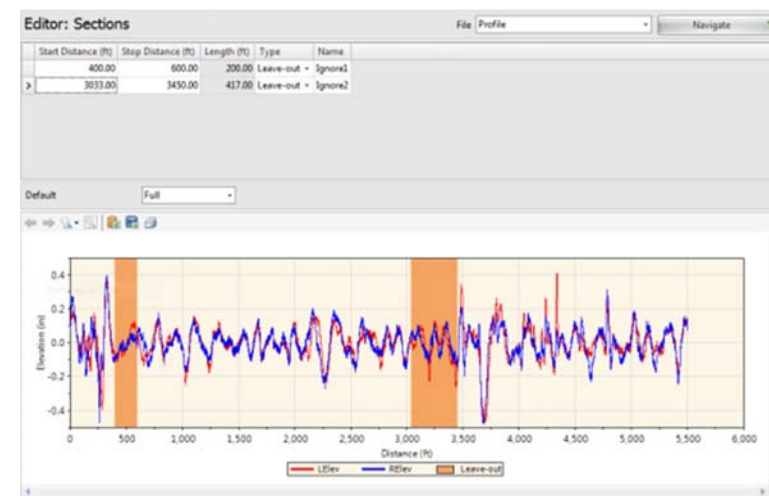 Editor: Sections File Profile Navigate
Start Distance (ft) Stop Distance (ft) Length (ft) Type Name
400.00 600.00 200.00 Leave-out Ignore1
3033.00 3450.00 417.00 Leave-out Ignore2
Default Full
0.4
0.2
0.0
-0.2
-0.4
Elevation (in)
0 500 1,000 1,500 2,000 2,500 3,000 3,500 4,000 4,500 5,000 5,500 6,000
Distance (ft)
LElev RElev Leave-out